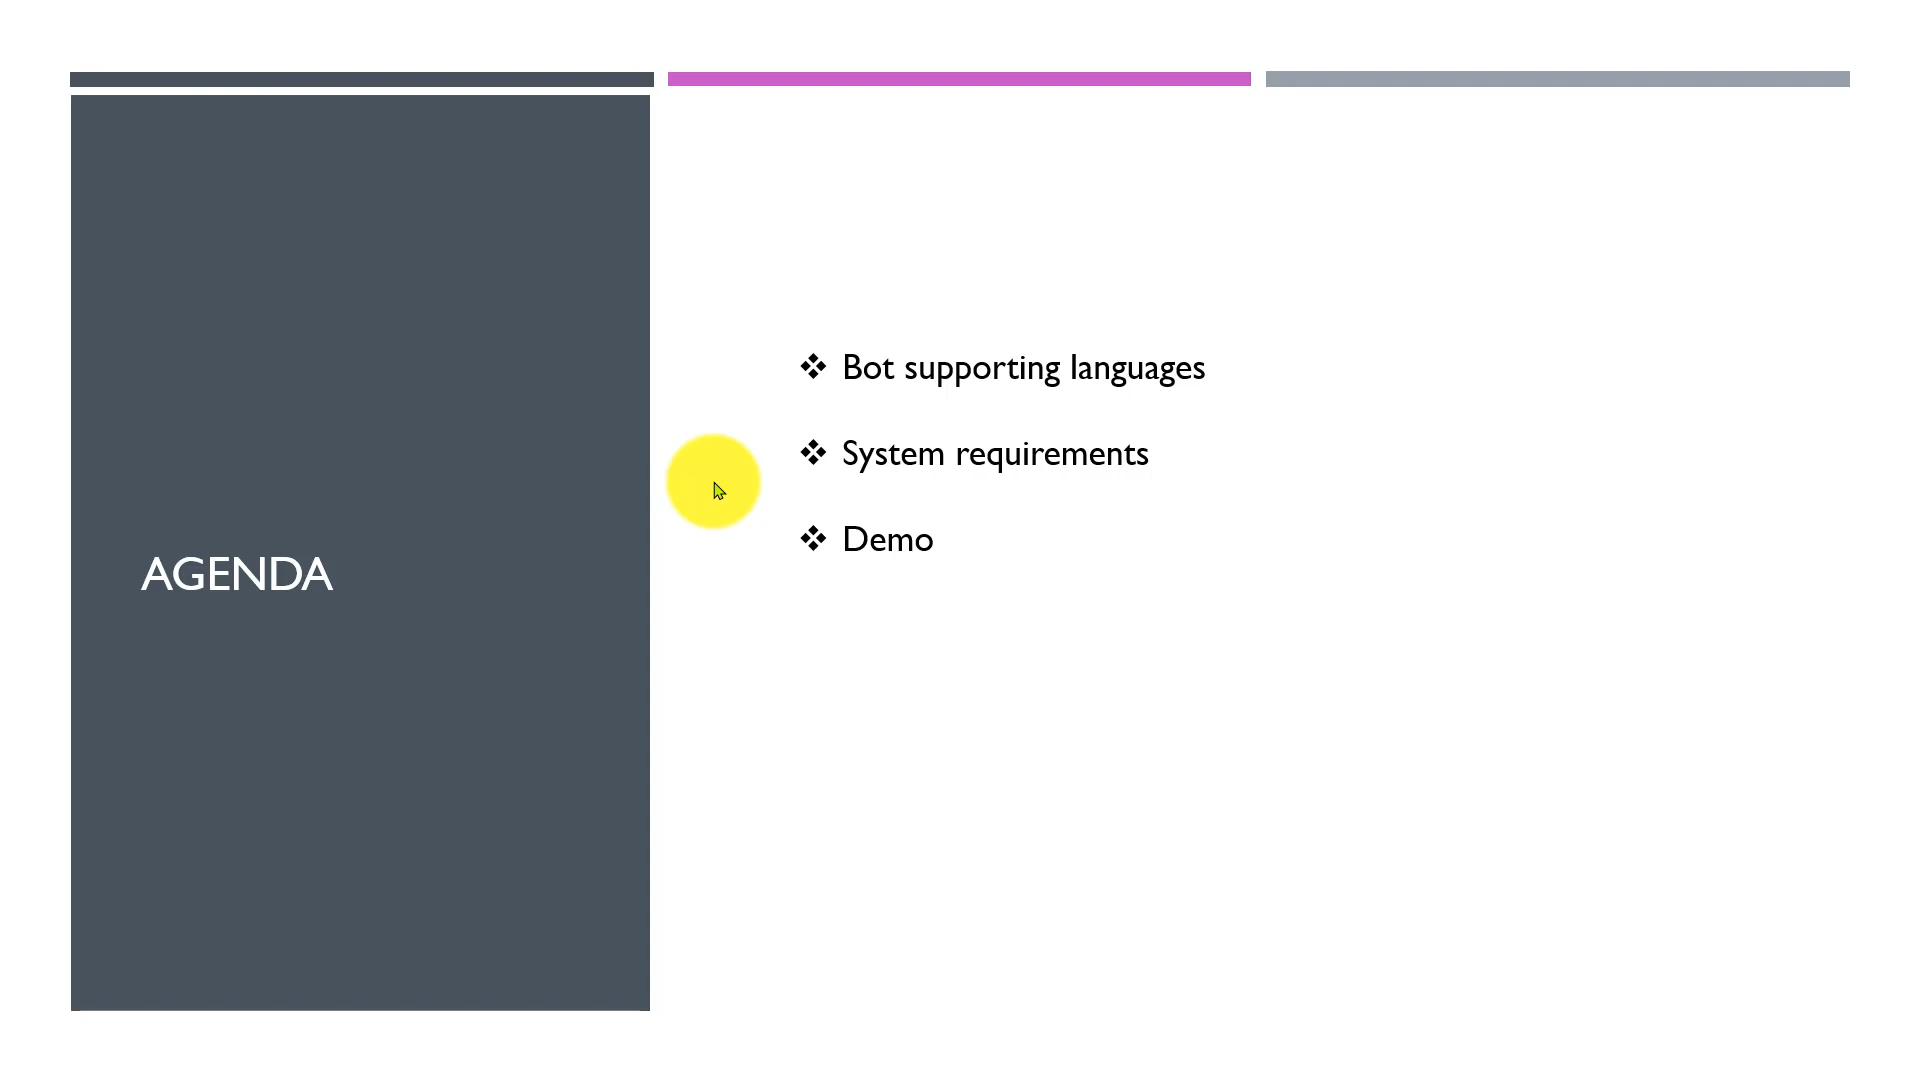 AGENDA
❖ Bot supporting languages
❖ System requirements
❖ Demo